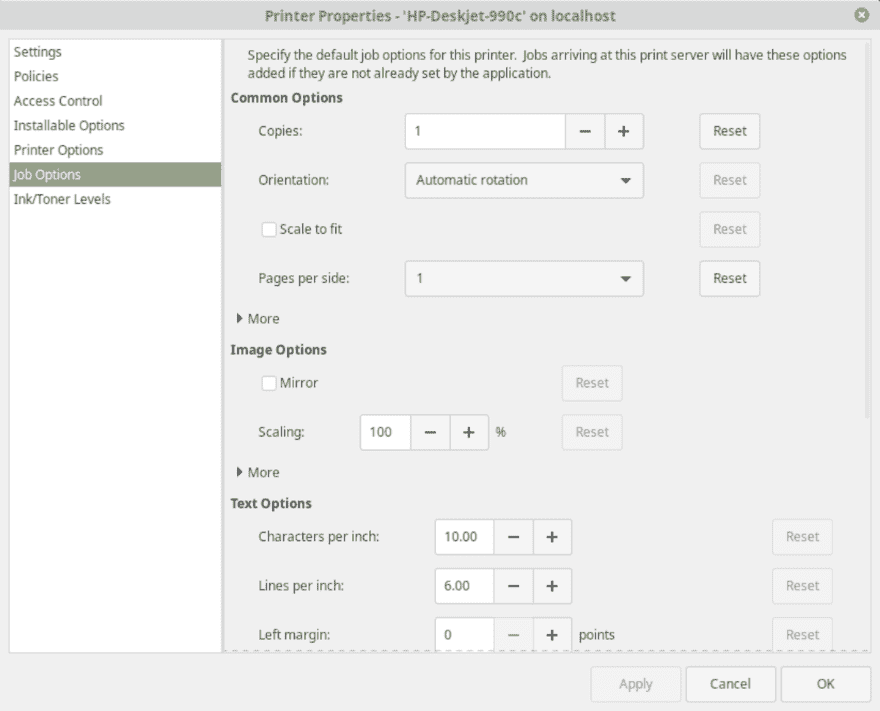 Printer Properties - 'HP-Deskjet-990c' on localhost
Settings
Policies
Access Control
Installable Options
Printer Options
Job Options
Ink/Toner Levels
Specify the default job options for this printer. Jobs arriving at this print server will have these options
added if they are not already set by the application.
Common Options
Copies: 1 Reset
Orientation: Automatic rotation Reset
Scale to fit Reset
Pages per side: 1 Reset
More
Image Options
Mirror Reset
Scaling: 100 % Reset
More
Text Options
Characters per inch: 10.00 Reset
Lines per inch: 6.00 Reset
Left margin: 0 points Reset
Apply Cancel OK